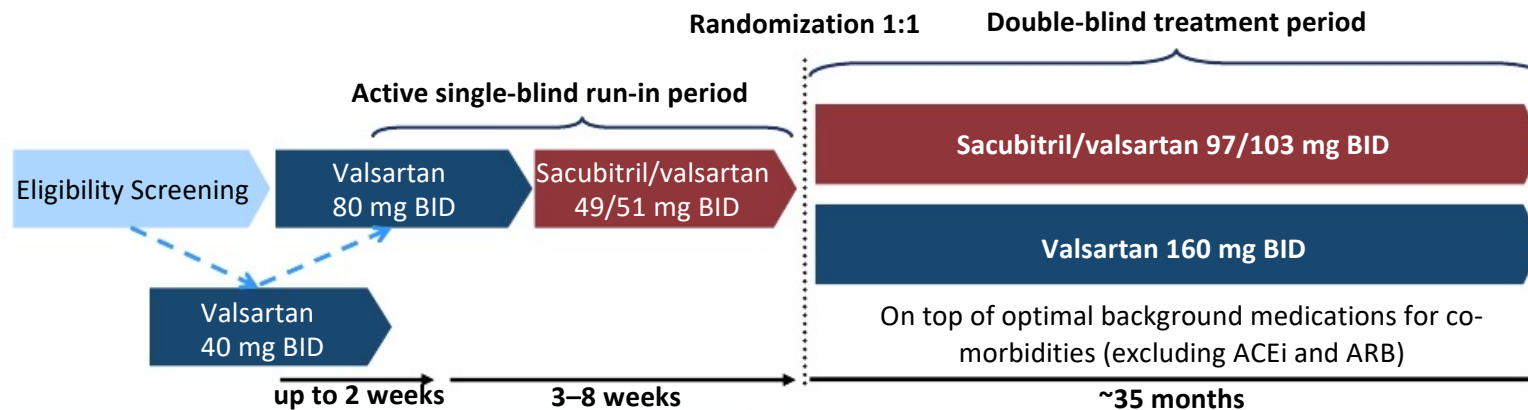 Randomization 1:1
Double-blind treatment period
Active single-blind run-in period
Eligibility Screening
Valsartan
80 mg BID
Sacubitril/valsartan
49/51 mg BID
Sacubitril/valsartan 97/103 mg BID
Valsartan 160 mg BID
Valsartan
40 mg BID
On top of optimal background medications for co-
morbidities (excluding ACEi and ARB)
up to 2 weeks
3–8 weeks
~35 months